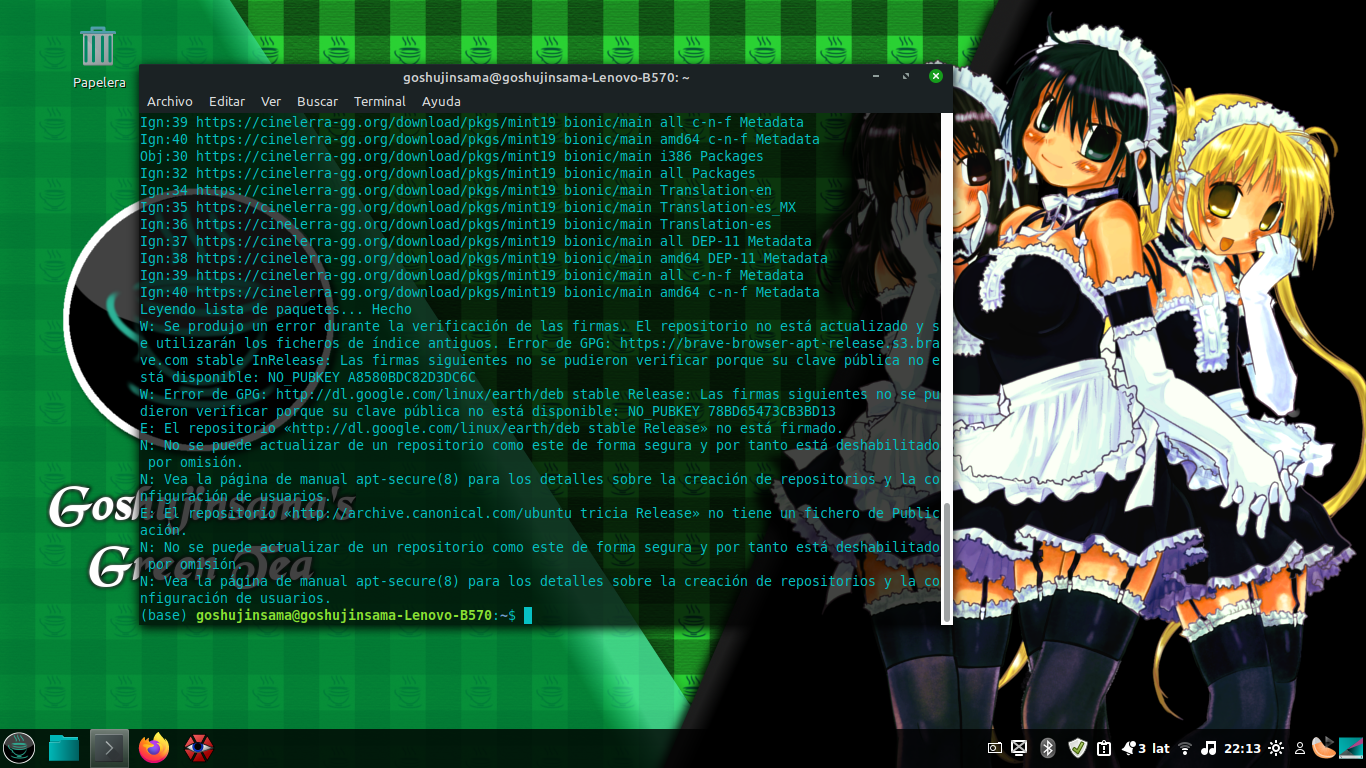 Papelera
goshujinsama@goshujinsama-Lenovo-B570: ~
Archivo Editar Ver Buscar Terminal Ayuda
Ign:39 https://cinelerra-gg.org/download/pkgs/mint19 bionic/main all c-n-f Metadata
Ign:40 https://cinelerra-gg.org/download/pkgs/mint19 bionic/main amd64 c-n-f Metadata
Obj:30 https://cinelerra-gg.org/download/pkgs/mint19 bionic/main i386 Packages
Ign:32 https://cinelerra-gg.org/download/pkgs/mint19 bionic/main all Packages
Ign:34 https://cinelerra-gg.org/download/pkgs/mint19 bionic/main Translation-en
Ign:35 https://cinelerra-gg.org/download/pkgs/mint19 bionic/main Translation-es_MX
Ign:36 https://cinelerra-gg.org/download/pkgs/mint19 bionic/main Translation-es
Ign:37 https://cinelerra-gg.org/download/pkgs/mint19 bionic/main all DEP-11 Metadata
Ign:38 https://cinelerra-gg.org/download/pkgs/mint19 bionic/main amd64 DEP-11 Metadata
Ign:39 https://cinelerra-gg.org/download/pkgs/mint19 bionic/main all c-n-f Metadata
Ign:40 https://cinelerra-gg.org/download/pkgs/mint19 bionic/main amd64 c-n-f Metadata
Leyendo lista de paquetes... Hecho
W: Se produjo un error durante la verificación de las firmas. El repositorio no está actualizado y s
e utilizarán los ficheros de índice antiguos. Error de GPG: https://brave-browser-apt-release.s3.bra
ve.com stable InRelease: Las firmas siguientes no se pudieron verificar porque su clave pública no e
stá disponible: NO_PUBKEY A8580BDC82D3DC6C
W: Error de GPG: http://dl.google.com/linux/earth/deb stable Release: Las firmas siguientes no se pu
dieron verificar porque su clave pública no está disponible: NO_PUBKEY 78BD65473CB3BD13
E: El repositorio «http://dl.google.com/linux/earth/deb stable Release» no está firmado.
N: No se puede actualizar de un repositorio como este de forma segura y por tanto está deshabilitado
por omisión.
N: Vea la página de manual apt-secure(8) para los detalles sobre la creación de repositorios y la co
nfiguración de usuarios.
E: El repositorio «http://archive.canonical.com/ubuntu tricia Release» no tiene un fichero de Public
ación.
N: No se puede actualizar de un repositorio como este de forma segura y por tanto está deshabilitado
por omisión.
N: Vea la página de manual apt-secure(8) para los detalles sobre la creación de repositorios y la co
nfiguración de usuarios.
(base) goshujinsama@goshujinsama-Lenovo-B570:~$
Goshujinsama's
Green Tea
3 lat 22:13